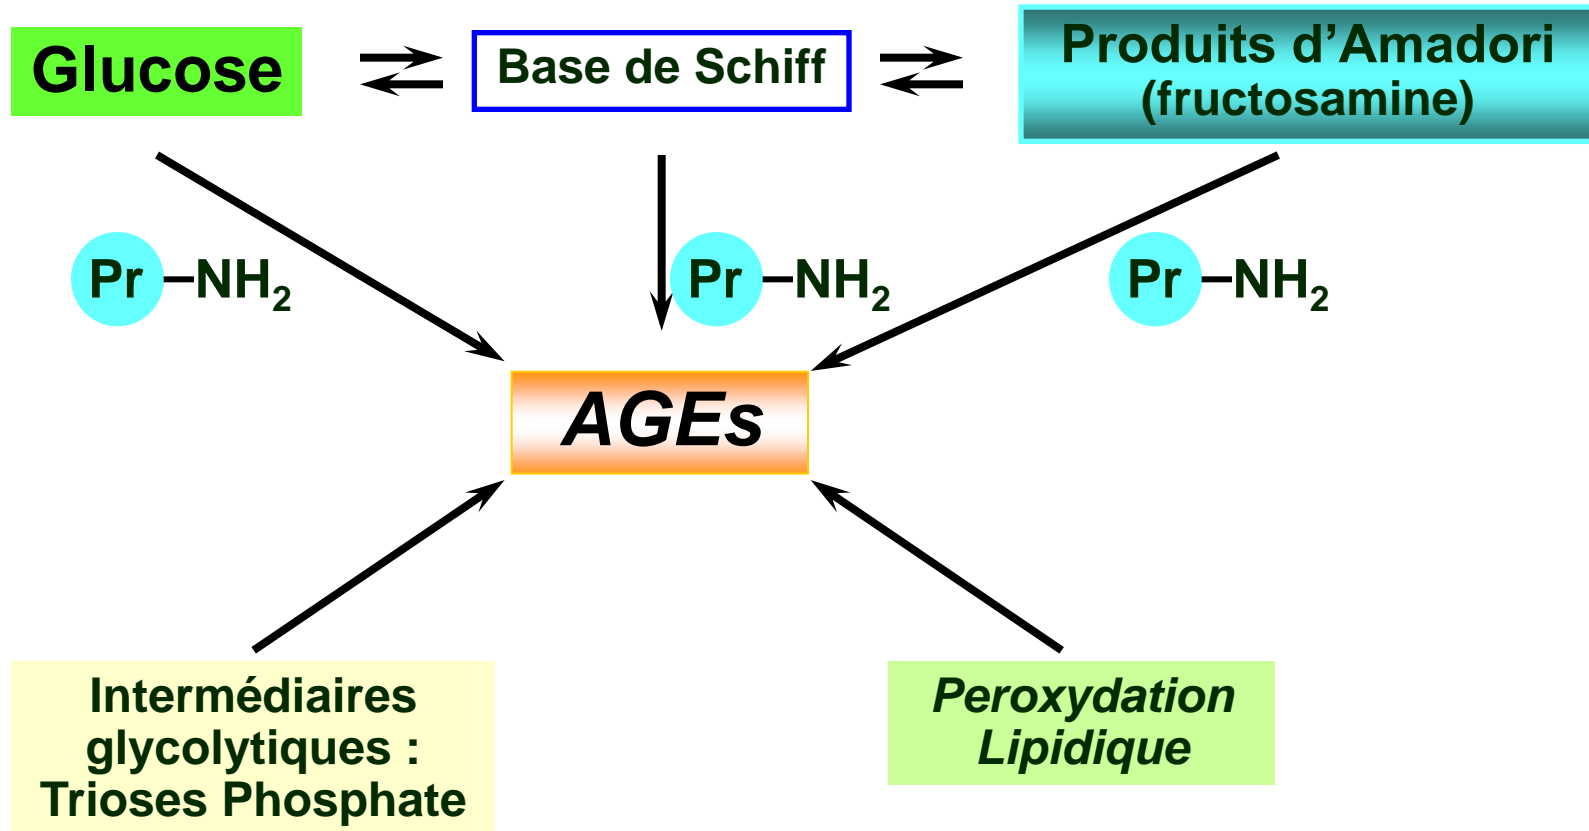 Glucose
Base de Schiff
Produits d’Amadori
(fructosamine)
Pr–NH₂
Pr–NH₂
Pr–NH₂
AGEs
Intermédiaires
glycolytiques :
Trioses Phosphate
Peroxydation
Lipidique